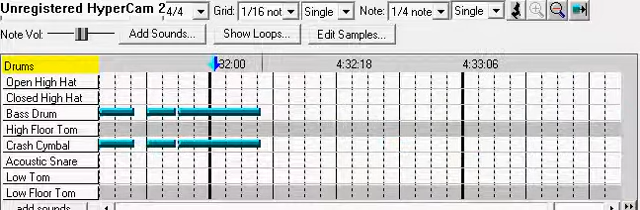 Unregistered HyperCam 2 4/4 Grid: 1/16 not Single Note: 1/4 note Single
Note Vol: Add Sounds... Show Loops... Edit Samples...
Drums 32:00 4:32:18 4:33:06
Open High Hat
Closed High Hat
Bass Drum
High Floor Tom
Crash Cymbal
Acoustic Snare
Low Tom
Low Floor Tom
add sounds